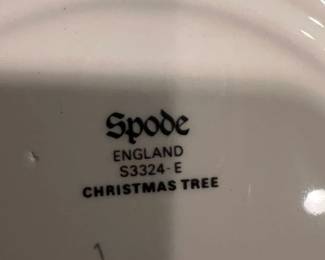 Spode
ENGLAND
S3324-E
CHRISTMAS TREE